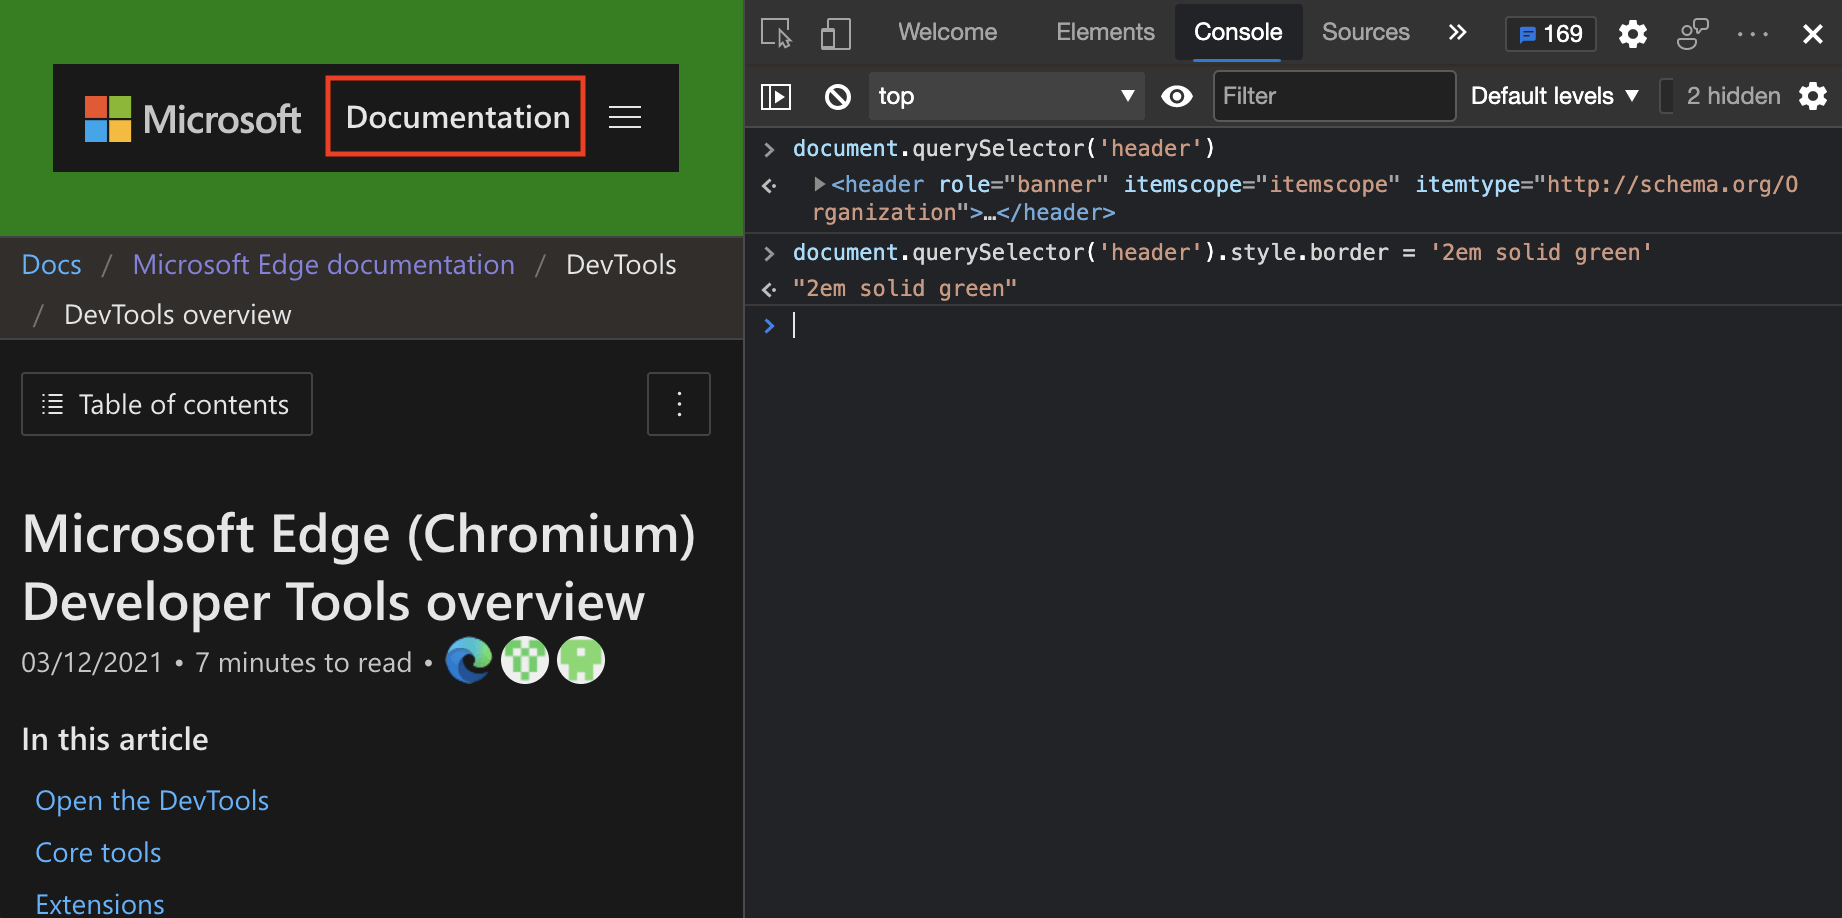 Microsoft Documentation
Docs / Microsoft Edge documentation / DevTools
/ DevTools overview
Table of contents
Microsoft Edge (Chromium)
Developer Tools overview
03/12/2021 • 7 minutes to read •
In this article
Open the DevTools
Core tools
Extensions
Welcome Elements Console Sources » 169
top Filter Default levels 2 hidden
document.querySelector('header')
<header role="banner" itemscope="itemscope" itemtype="http://schema.org/O
rganization">…</header>
document.querySelector('header').style.border = '2em solid green'
"2em solid green"